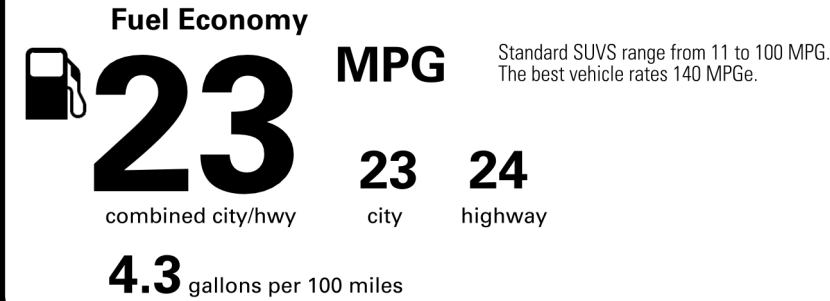 Fuel Economy
23 MPG
Standard SUVS range from 11 to 100 MPG.
The best vehicle rates 140 MPGe.
combined city/hwy
23 city
24 highway
4.3 gallons per 100 miles